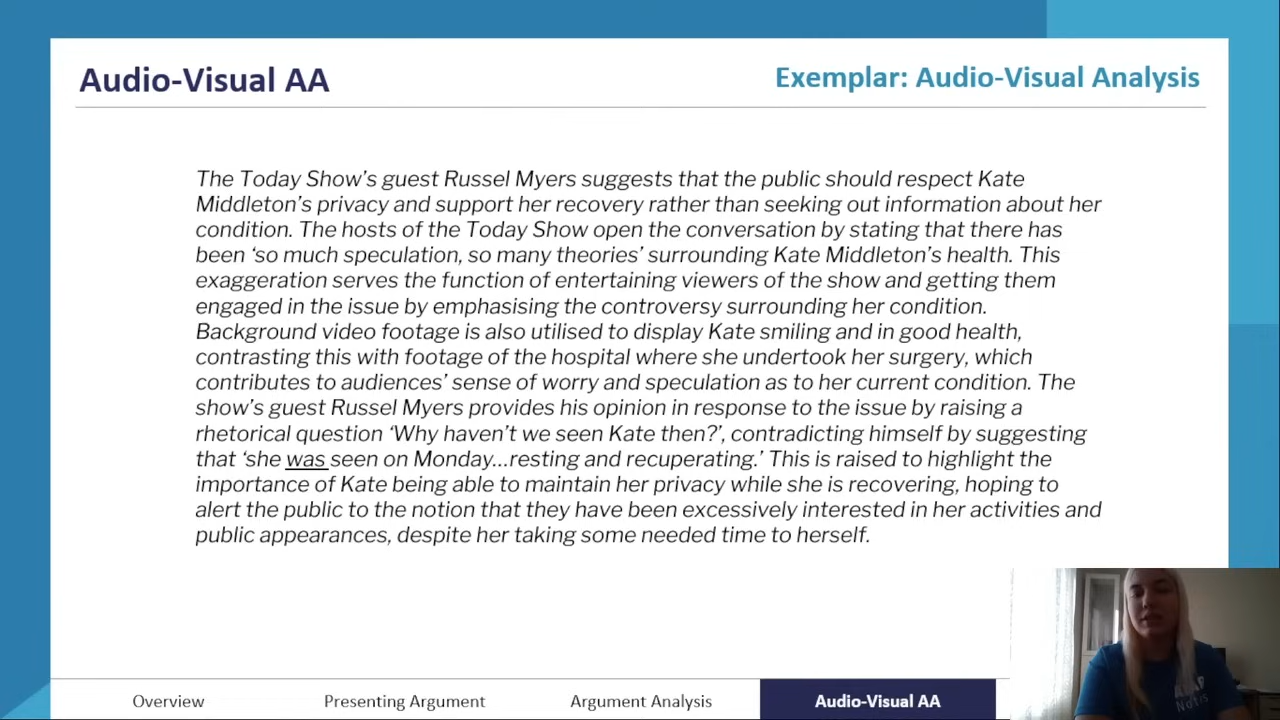 Audio-Visual AA
Exemplar: Audio-Visual Analysis
The Today Show’s guest Russel Myers suggests that the public should respect Kate
Middleton’s privacy and support her recovery rather than seeking out information about her
condition. The hosts of the Today Show open the conversation by stating that there has
been ‘so much speculation, so many theories’ surrounding Kate Middleton’s health. This
exaggeration serves the function of entertaining viewers of the show and getting them
engaged in the issue by emphasising the controversy surrounding her condition.
Background video footage is also utilised to display Kate smiling and in good health,
contrasting this with footage of the hospital where she undertook her surgery, which
contributes to audiences’ sense of worry and speculation as to her current condition. The
show’s guest Russel Myers provides his opinion in response to the issue by raising a
rhetorical question ‘Why haven’t we seen Kate then?’, contradicting himself by suggesting
that ‘she was seen on Monday…resting and recuperating.’ This is raised to highlight the
importance of Kate being able to maintain her privacy while she is recovering, hoping to
alert the public to the notion that they have been excessively interested in her activities and
public appearances, despite her taking some needed time to herself.
Overview
Presenting Argument
Argument Analysis
Audio-Visual AA